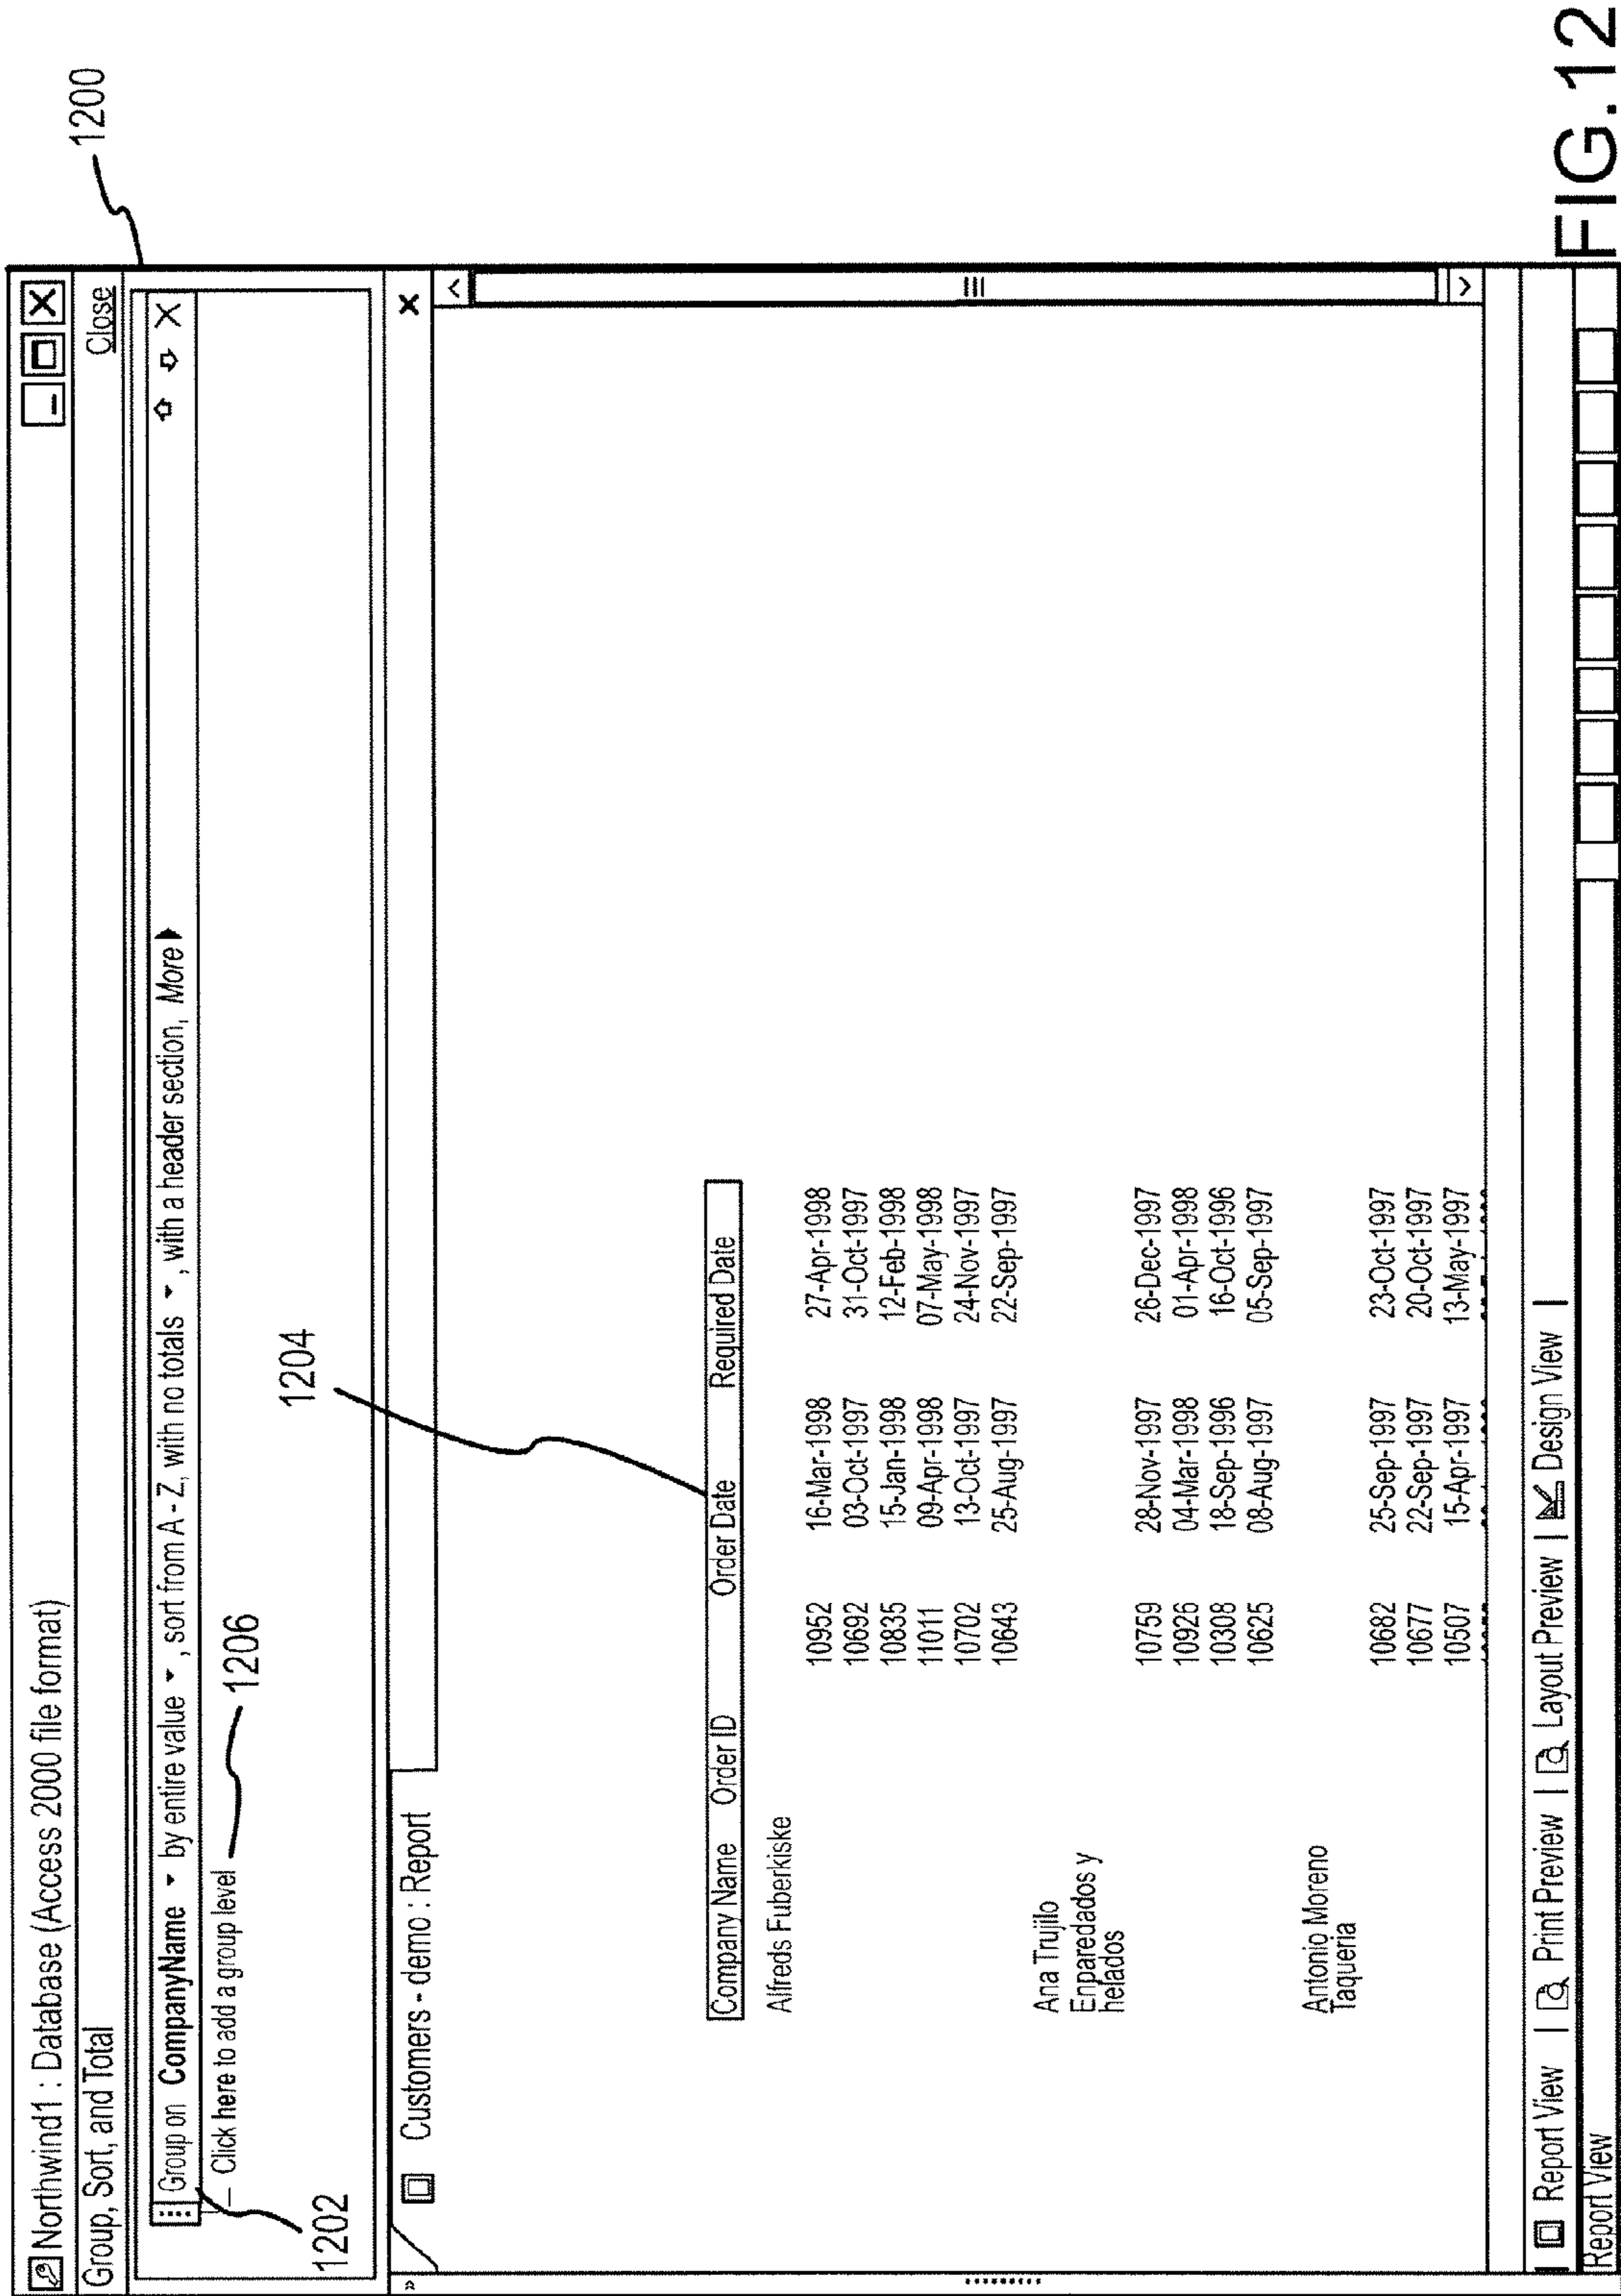 Northwind1 : Database (Access 2000 file format)
Group, Sort, and Total Close
Group on CompanyName by entire value , sort from A - Z, with no totals , with a header section, More
Click here to add a group level
1200
1202
1206
1204
Customers - demo : Report
Company Name Order ID Order Date Required Date
Alfreds Fuberkiske
10952 16-Mar-1998 27-Apr-1998
10692 03-Oct-1997 31-Oct-1997
10835 15-Jan-1998 12-Feb-1998
11011 09-Apr-1998 07-May-1998
10702 13-Oct-1997 24-Nov-1997
10643 25-Aug-1997 22-Sep-1997
Ana Trujilo
Enparedados y
helados
10759 28-Nov-1997 26-Dec-1997
10926 04-Mar-1998 01-Apr-1998
10308 18-Sep-1996 16-Oct-1996
10625 08-Aug-1997 05-Sep-1997
Antonio Moreno
Taqueria
10682 25-Sep-1997 23-Oct-1997
10677 22-Sep-1997 20-Oct-1997
10507 15-Apr-1997 13-May-1997
Report View | Print Preview | Layout Preview | Design View |
Report View
FIG.12